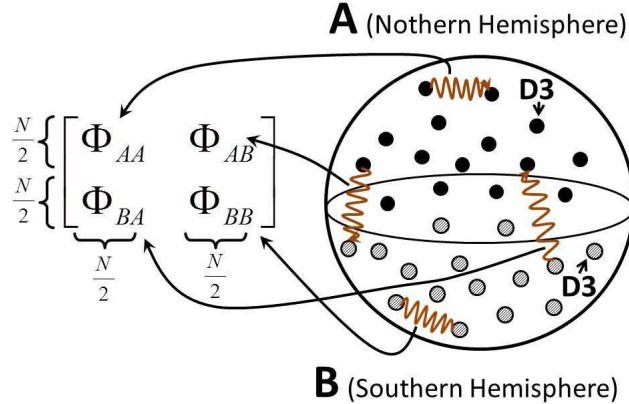 A (Nothern Hemisphere)
D3
N/2 Φ_AA Φ_AB
N/2 Φ_BA Φ_BB
N/2 N/2
D3
B (Southern Hemisphere)